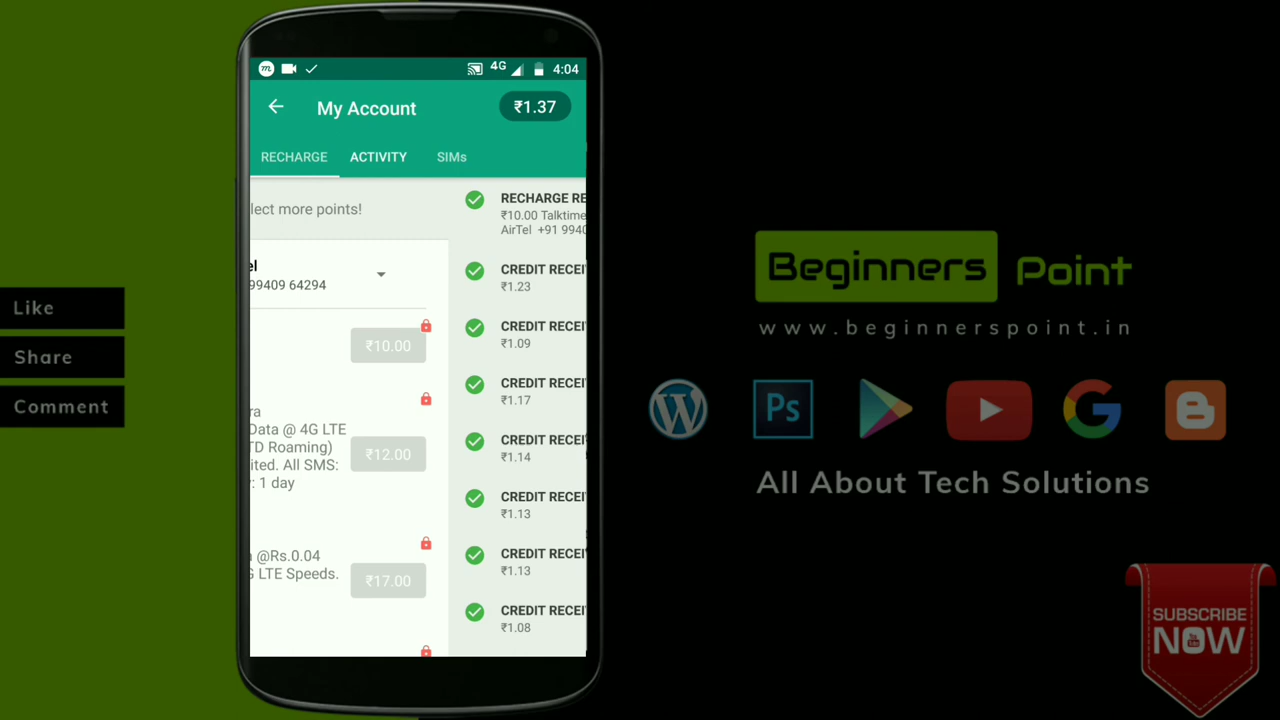 4G 4:04
My Account
₹1.37
RECHARGE ACTIVITY SIMs
lect more points!
el
99409 64294
₹10.00
ra
Data @ 4G LTE
TD Roaming)
ited. All SMS:
: 1 day
₹12.00
@Rs.0.04
G LTE Speeds.
₹17.00
RECHARGE RE
₹10.00 Talktime
AirTel +91 9940
CREDIT RECEI
₹1.23
CREDIT RECEI
₹1.09
CREDIT RECEI
₹1.17
CREDIT RECEI
₹1.14
CREDIT RECEI
₹1.13
CREDIT RECEI
₹1.13
CREDIT RECEI
₹1.08
Like
Share
Comment
Beginners Point
www.beginnerspoint.in
Ps
All About Tech Solutions
SUBSCRIBE
NOW